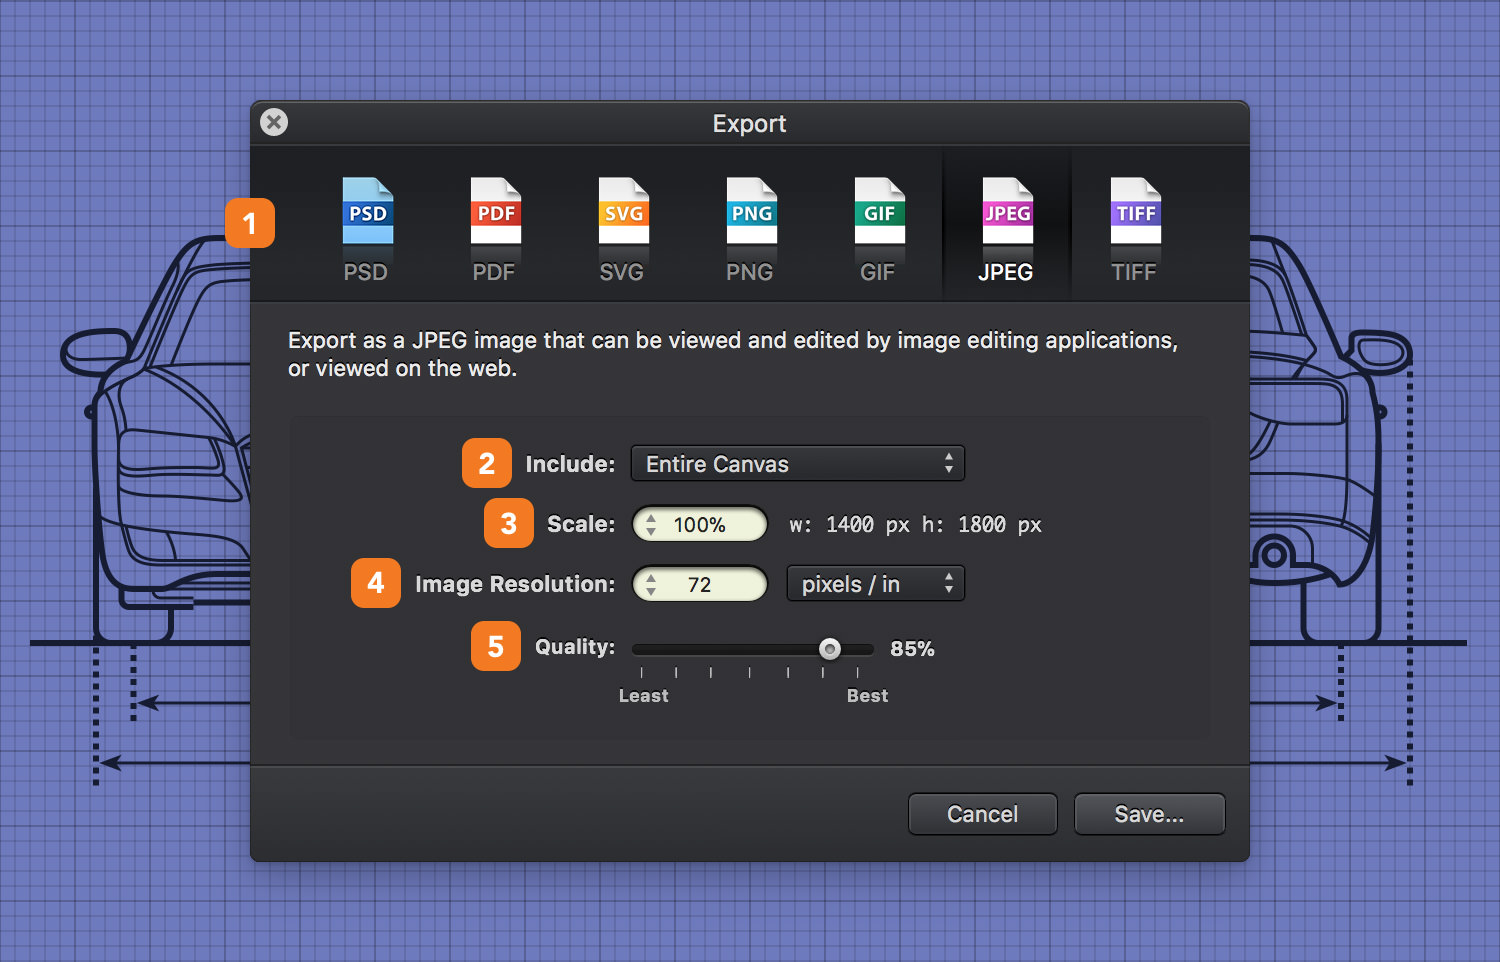 Export
1
PSD PDF SVG PNG GIF JPEG TIFF
PSD PDF SVG PNG GIF JPEG TIFF
Export as a JPEG image that can be viewed and edited by image editing applications,
or viewed on the web.
2 Include: Entire Canvas
3 Scale: 100% w: 1400 px h: 1800 px
4 Image Resolution: 72 pixels / in
5 Quality: 85%
Least Best
Cancel Save...